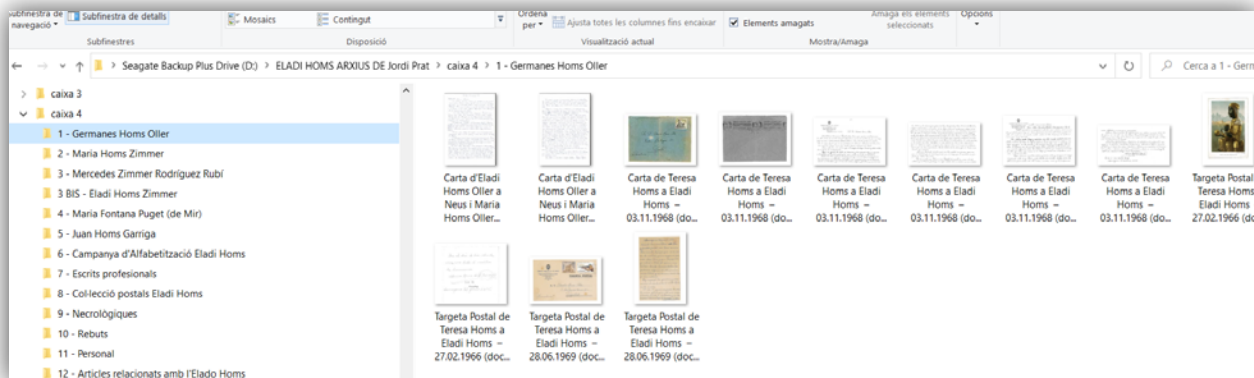 Subfinestra de
navegació
Subfinestra de detalls
Subfinestres
Mosaics
Contingut
Disposició
Ordena
per
Ajusta totes les columnes fins encaixar
Visualització actual
Elements amagats
Amaga els elements
seleccionats
Mostra/Amaga
Opcions
Seagate Backup Plus Drive (D:) > ELADI HOMS ARXIUS DE Jordi Prat > caixa 4 > 1 - Germanes Homs Oller
Cerca a 1 - Germ
caixa 3
caixa 4
1 - Germanes Homs Oller
2 - Maria Homs Zimmer
3 - Mercedes Zimmer Rodríguez Rubí
3 BIS - Eladi Homs Zimmer
4 - Maria Fontana Puget (de Mir)
5 - Juan Homs Garriga
6 - Campanya d'Alfabetització Eladi Homs
7 - Escrits profesionals
8 - Col·lecció postals Eladi Homs
9 - Necrològiques
10 - Rebuts
11 - Personal
12 - Articles relacionats amb l'Elado Homs
Carta d'Eladi
Homs Oller a
Neus i Maria
Homs Oller...
Carta d'Eladi
Homs Oller a
Neus i Maria
Homs Oller...
Carta de Teresa
Homs a Eladi
Homs –
03.11.1968 (do...
Carta de Teresa
Homs a Eladi
Homs –
03.11.1968 (do...
Carta de Teresa
Homs a Eladi
Homs –
03.11.1968 (do...
Carta de Teresa
Homs a Eladi
Homs –
03.11.1968 (do...
Carta de Teresa
Homs a Eladi
Homs –
03.11.1968 (do...
Carta de Teresa
Homs a Eladi
Homs –
03.11.1968 (do...
Targeta Postal
Teresa Homs
Eladi Homs
27.02.1966 (do
Targeta Postal de
Teresa Homs a
Eladi Homs –
27.02.1966 (doc...
Targeta Postal de
Teresa Homs a
Eladi Homs –
28.06.1969 (doc...
Targeta Postal de
Teresa Homs a
Eladi Homs –
28.06.1969 (doc...